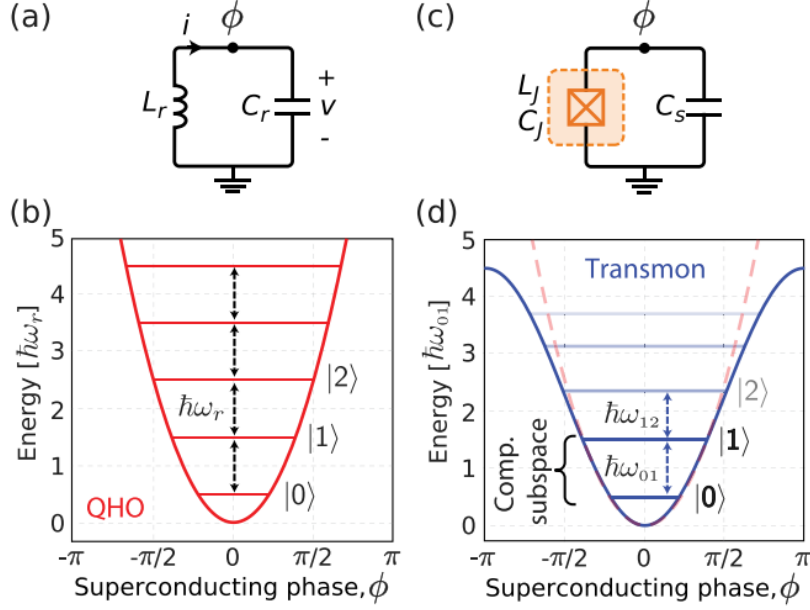 (a)
ϕ
i
L_r
C_r
+
v
-
(c)
ϕ
L_J
C_J
C_s
(b)
Energy [ħω_r]
5
4
3
2
1
0
ħω_r
|2⟩
|1⟩
|0⟩
QHO
-π
-π/2
0
π/2
π
Superconducting phase, ϕ
(d)
Energy [ħω_01]
5
4
3
2
1
0
Transmon
|2⟩
ħω_12
|1⟩
ħω_01
|0⟩
Comp.
subspace
-π
-π/2
0
π/2
π
Superconducting phase, ϕ